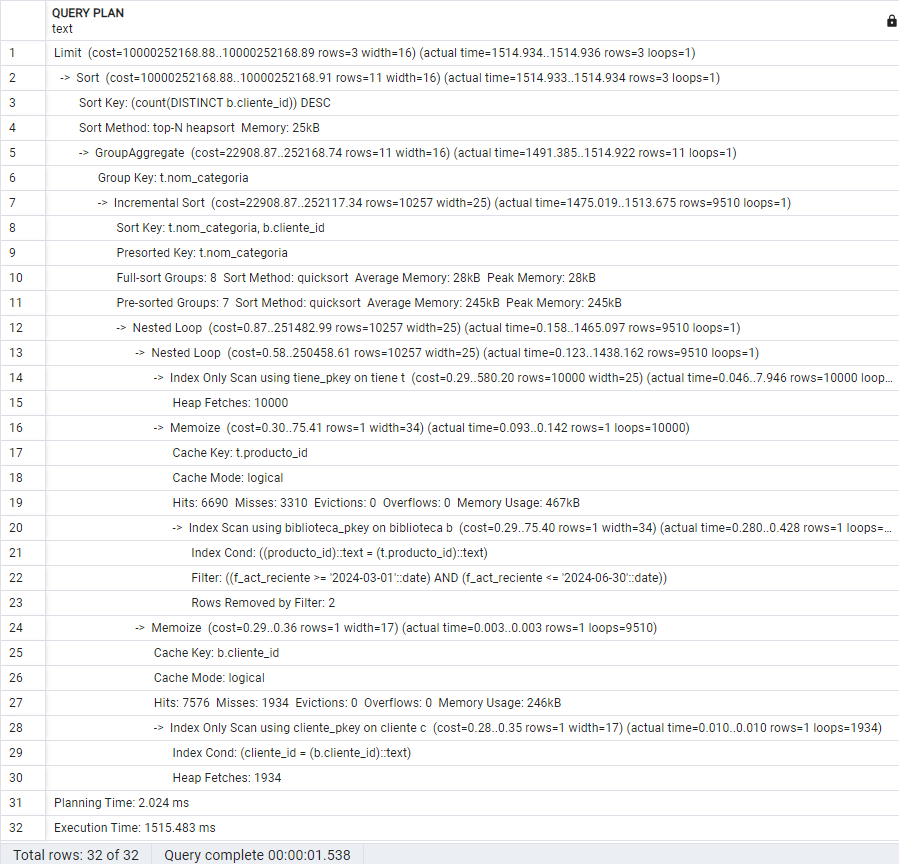 QUERY PLAN
text
1 Limit (cost=10000252168.88..10000252168.89 rows=3 width=16) (actual time=1514.934..1514.936 rows=3 loops=1)
2 -> Sort (cost=10000252168.88..10000252168.91 rows=11 width=16) (actual time=1514.933..1514.934 rows=3 loops=1)
3 Sort Key: (count(DISTINCT b.cliente_id)) DESC
4 Sort Method: top-N heapsort Memory: 25kB
5 -> GroupAggregate (cost=22908.87..252168.74 rows=11 width=16) (actual time=1491.385..1514.922 rows=11 loops=1)
6 Group Key: t.nom_categoria
7 -> Incremental Sort (cost=22908.87..252117.34 rows=10257 width=25) (actual time=1475.019..1513.675 rows=9510 loops=1)
8 Sort Key: t.nom_categoria, b.cliente_id
9 Presorted Key: t.nom_categoria
10 Full-sort Groups: 8 Sort Method: quicksort Average Memory: 28kB Peak Memory: 28kB
11 Pre-sorted Groups: 7 Sort Method: quicksort Average Memory: 245kB Peak Memory: 245kB
12 -> Nested Loop (cost=0.87..251482.99 rows=10257 width=25) (actual time=0.158..1465.097 rows=9510 loops=1)
13 -> Nested Loop (cost=0.58..250458.61 rows=10257 width=25) (actual time=0.123..1438.162 rows=9510 loops=1)
14 -> Index Only Scan using tiene_pkey on tiene t (cost=0.29..580.20 rows=10000 width=25) (actual time=0.046..7.946 rows=10000 loop...
15 Heap Fetches: 10000
16 -> Memoize (cost=0.30..75.41 rows=1 width=34) (actual time=0.093..0.142 rows=1 loops=10000)
17 Cache Key: t.producto_id
18 Cache Mode: logical
19 Hits: 6690 Misses: 3310 Evictions: 0 Overflows: 0 Memory Usage: 467kB
20 -> Index Scan using biblioteca_pkey on biblioteca b (cost=0.29..75.40 rows=1 width=34) (actual time=0.280..0.428 rows=1 loops=...
21 Index Cond: ((producto_id)::text = (t.producto_id)::text)
22 Filter: ((f_act_reciente >= '2024-03-01'::date) AND (f_act_reciente <= '2024-06-30'::date))
23 Rows Removed by Filter: 2
24 -> Memoize (cost=0.29..0.36 rows=1 width=17) (actual time=0.003..0.003 rows=1 loops=9510)
25 Cache Key: b.cliente_id
26 Cache Mode: logical
27 Hits: 7576 Misses: 1934 Evictions: 0 Overflows: 0 Memory Usage: 246kB
28 -> Index Only Scan using cliente_pkey on cliente c (cost=0.28..0.35 rows=1 width=17) (actual time=0.010..0.010 rows=1 loops=1934)
29 Index Cond: (cliente_id = (b.cliente_id)::text)
30 Heap Fetches: 1934
31 Planning Time: 2.024 ms
32 Execution Time: 1515.483 ms
Total rows: 32 of 32 Query complete 00:00:01.538